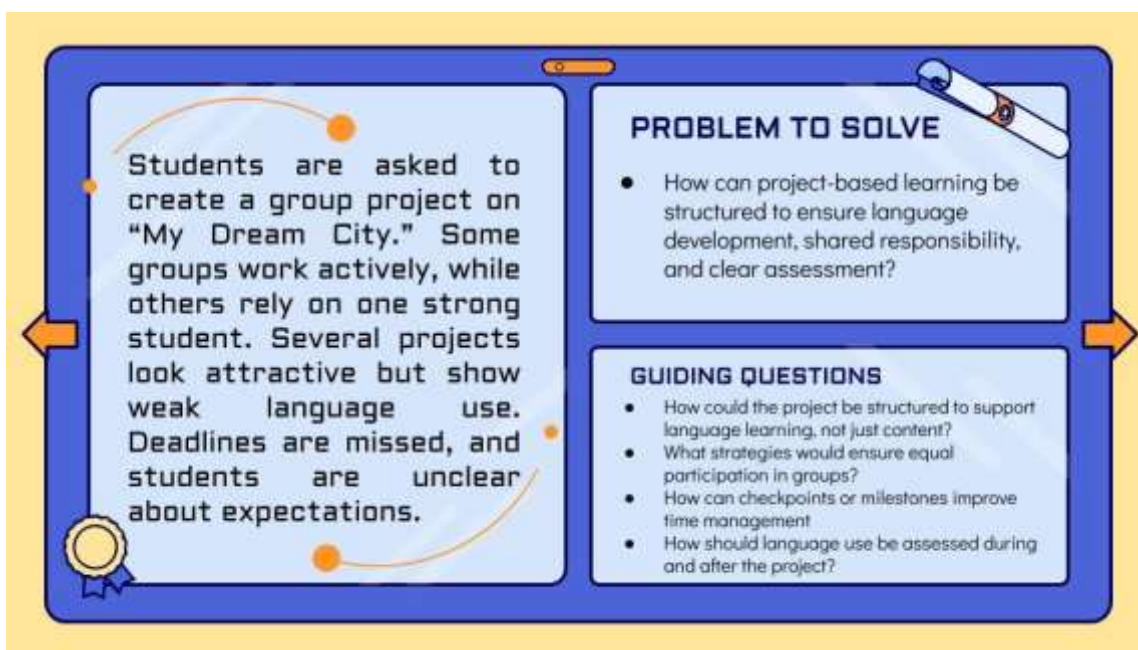 Students are asked to
create a group project on
“My Dream City.” Some
groups work actively, while
others rely on one strong
student. Several projects
look attractive but show
weak language use.
Deadlines are missed, and
students are unclear
about expectations.
PROBLEM TO SOLVE
● How can project-based learning be
structured to ensure language
development, shared responsibility,
and clear assessment?
GUIDING QUESTIONS
● How could the project be structured to support
language learning, not just content?
● What strategies would ensure equal
participation in groups?
● How can checkpoints or milestones improve
time management
● How should language use be assessed during
and after the project?